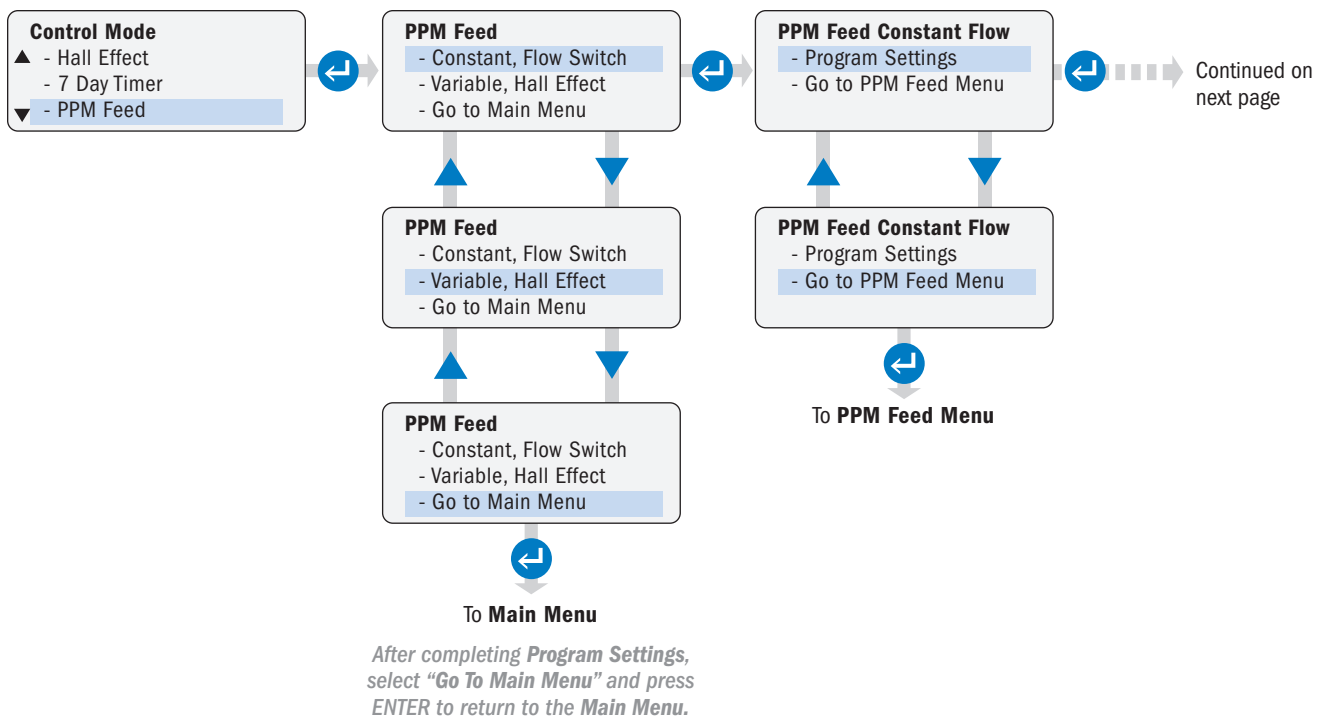 Control Mode
- Hall Effect
- 7 Day Timer
- PPM Feed
PPM Feed
- Constant, Flow Switch
- Variable, Hall Effect
- Go to Main Menu
PPM Feed Constant Flow
- Program Settings
- Go to PPM Feed Menu
Continued on
next page
PPM Feed
- Constant, Flow Switch
- Variable, Hall Effect
- Go to Main Menu
PPM Feed Constant Flow
- Program Settings
- Go to PPM Feed Menu
To PPM Feed Menu
PPM Feed
- Constant, Flow Switch
- Variable, Hall Effect
- Go to Main Menu
To Main Menu
After completing Program Settings,
select “Go To Main Menu” and press
ENTER to return to the Main Menu.